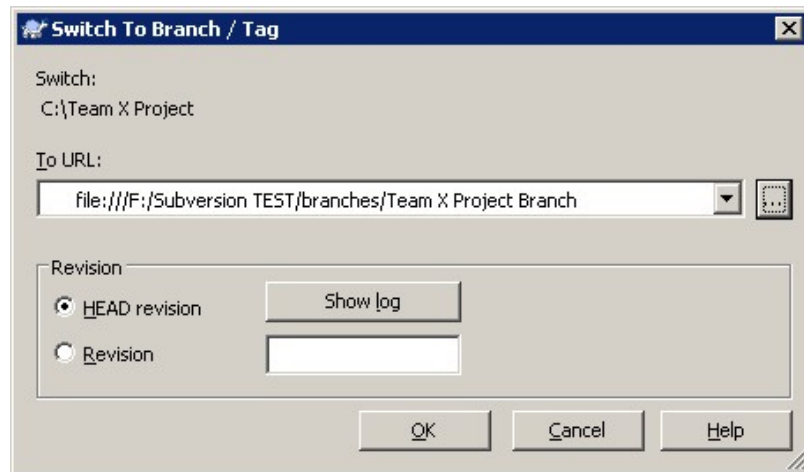 Switch To Branch / Tag
Switch:
C:\Team X Project
To URL:
file:///F:/Subversion TEST/branches/Team X Project Branch
...
Revision
HEAD revision
Show log
Revision
OK
Cancel
Help